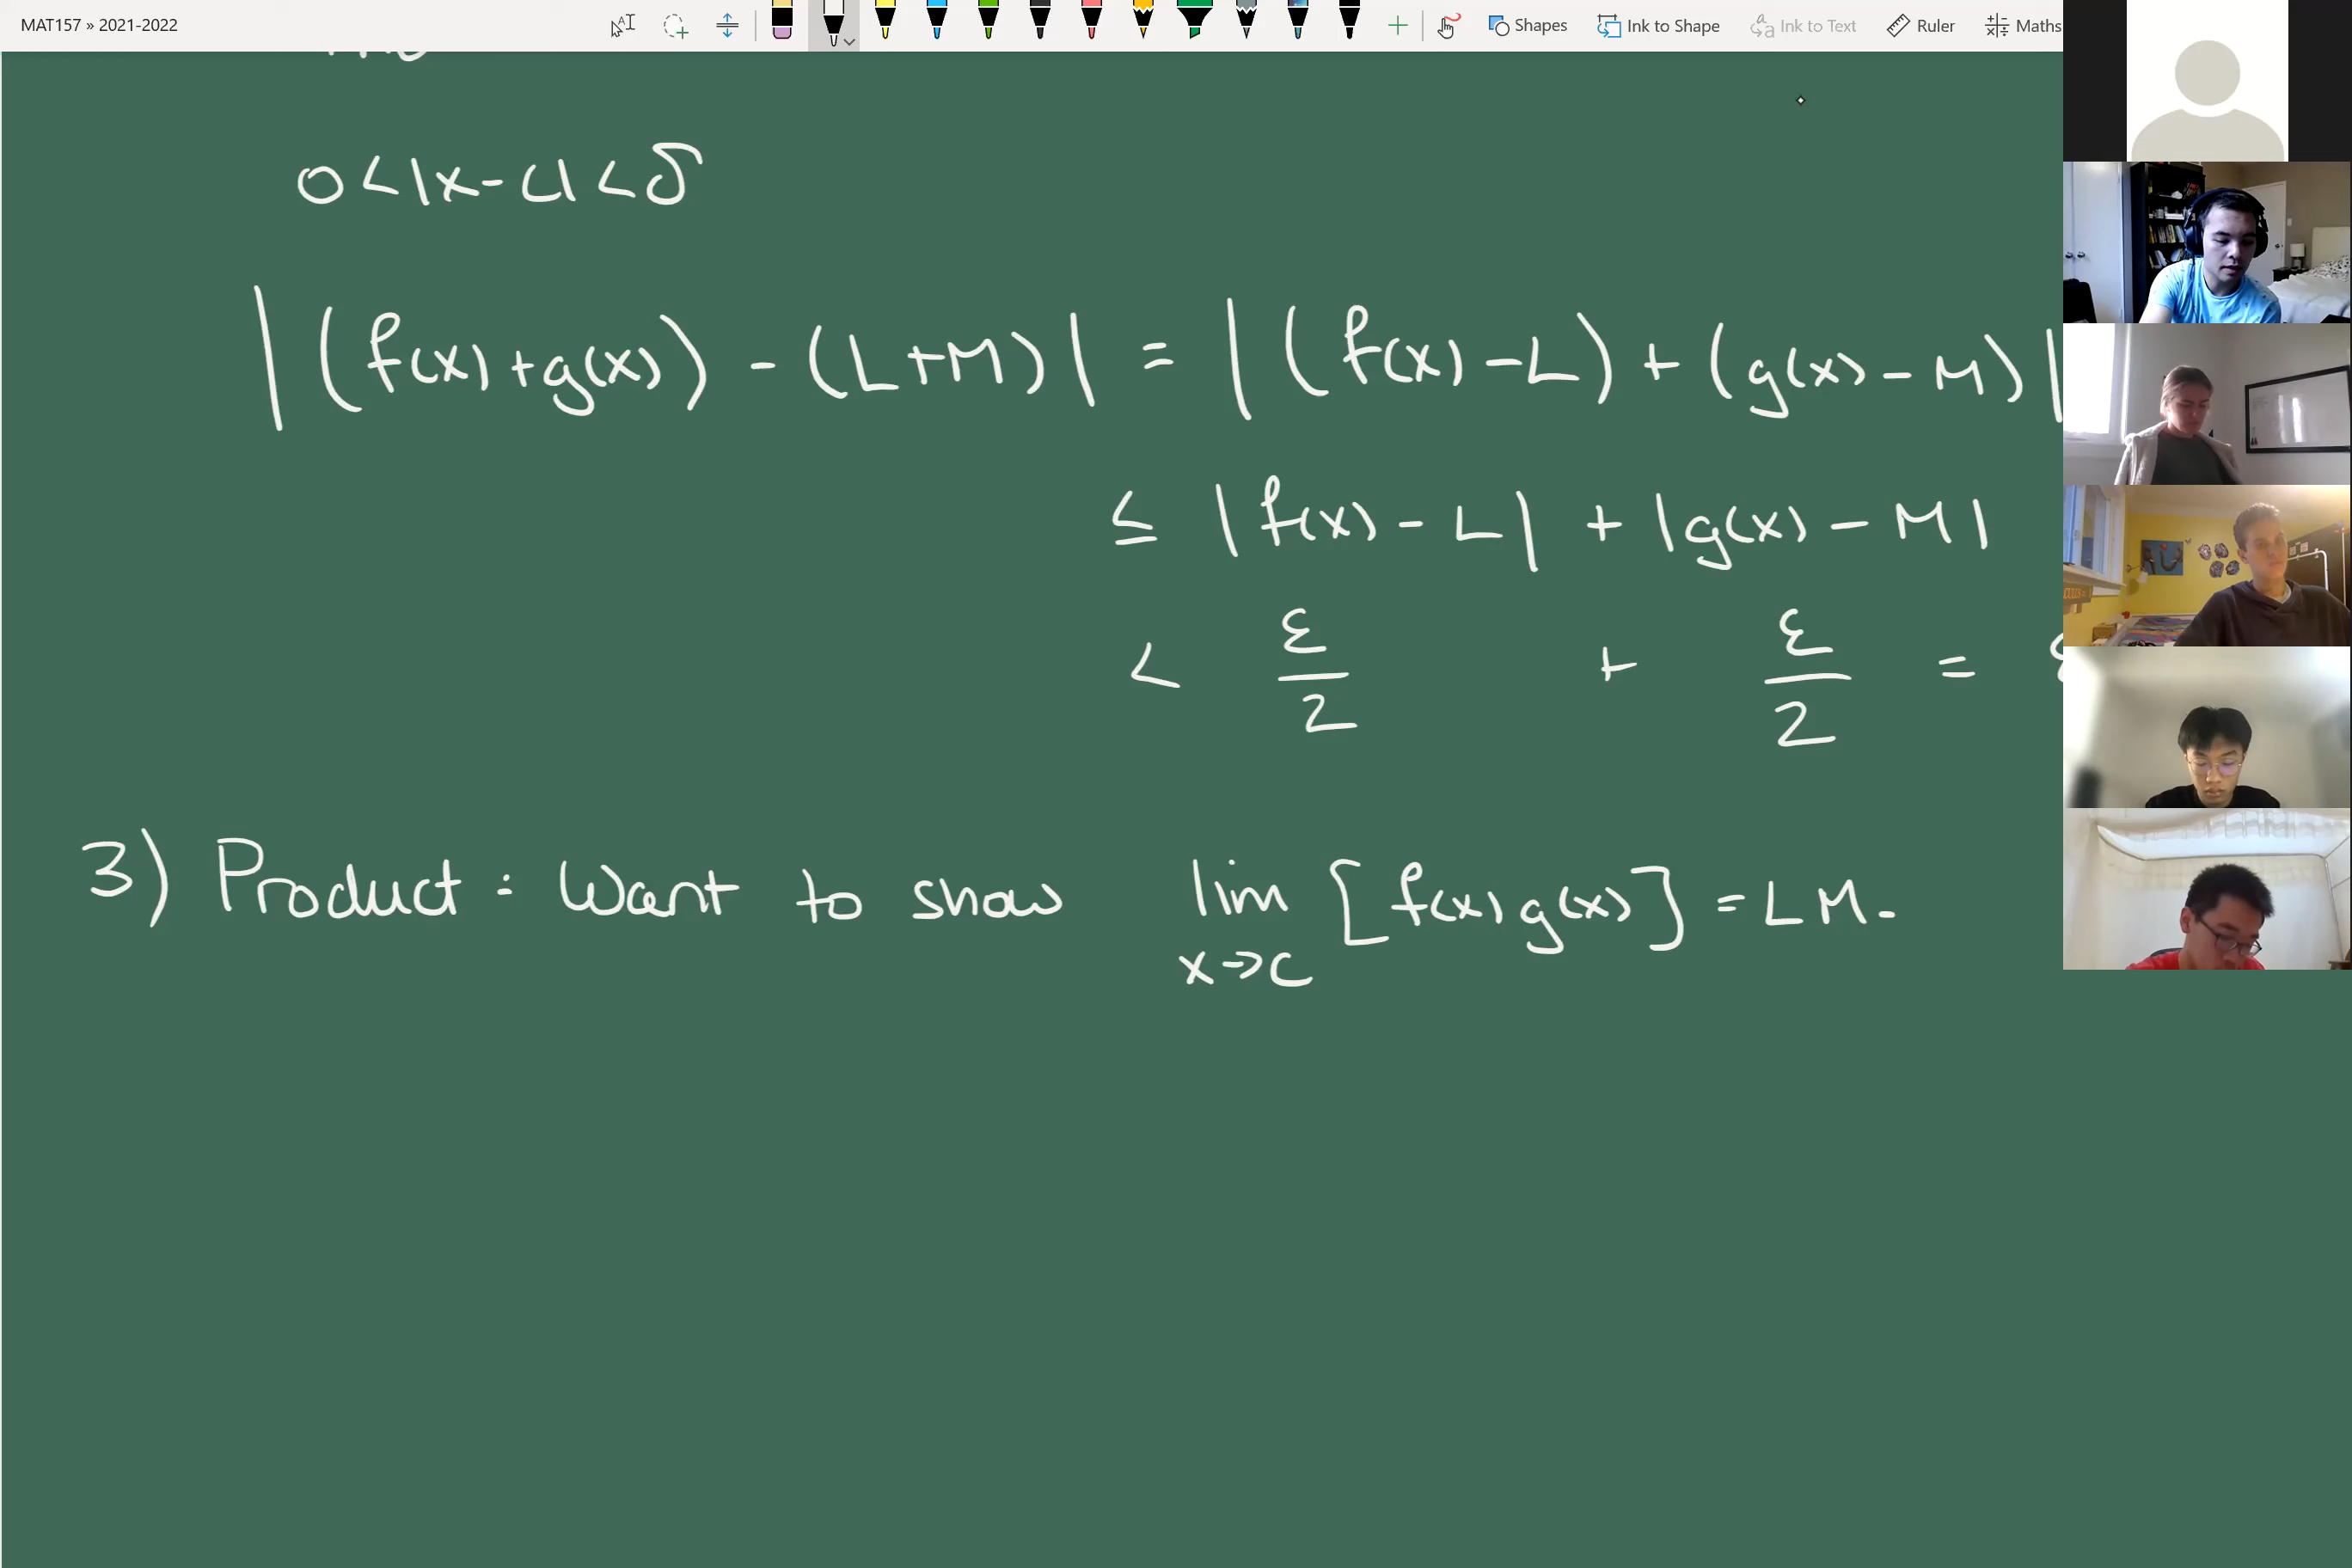 MAT157 » 2021-2022
Shapes
Ink to Shape
Ink to Text
Ruler
Maths
0<|x-c|<δ
|(f(x)+g(x)) - (L+M)| = |(f(x)-L) + (g(x)-M)|
≤ |f(x)-L| + |g(x)-M|
< ε/2 + ε/2 =
3) Product: Want to show lim x→c [f(x)g(x)] = LM.